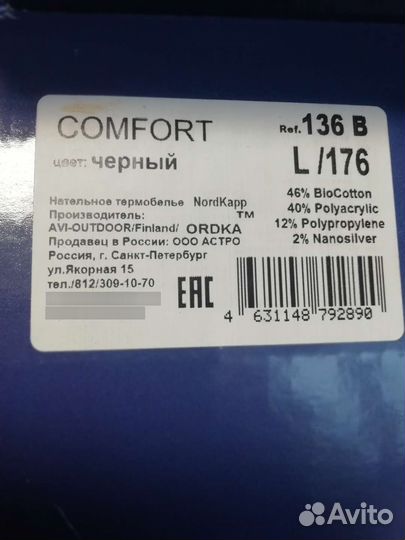 COMFORT
Ref. 136 B
цвет: черный
L /176
46% BioCotton
40% Polyacrylic
12% Polypropylene
2% Nanosilver
Нательное термобелье NordKapp
Производитель: ™
AVI-OUTDOOR/Finland/ ORDKA
Продавец в России: ООО АСТРО
Россия, г. Санкт-Петербург
ул.Якорная 15
тел./812/309-10-70
EAC
4 631148 792890
Avito